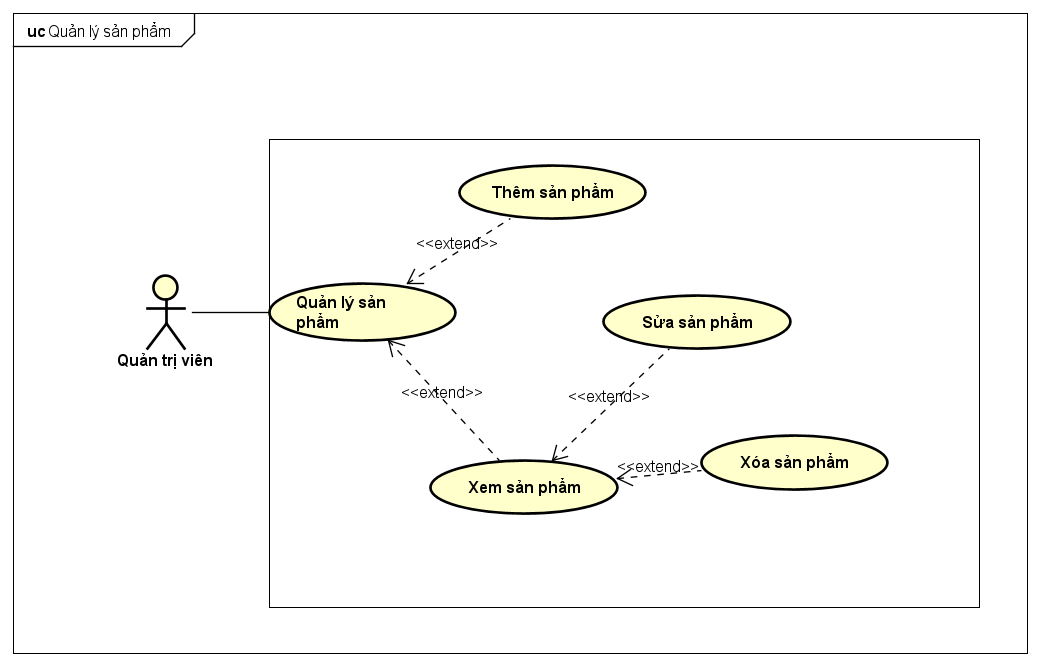 uc Quản lý sản phẩm
Thêm sản phẩm
<<extend>>
Quản lý sản
phẩm
Sửa sản phẩm
Quản trị viên
<<extend>>
<<extend>>
<<extend>>
Xóa sản phẩm
Xem sản phẩm